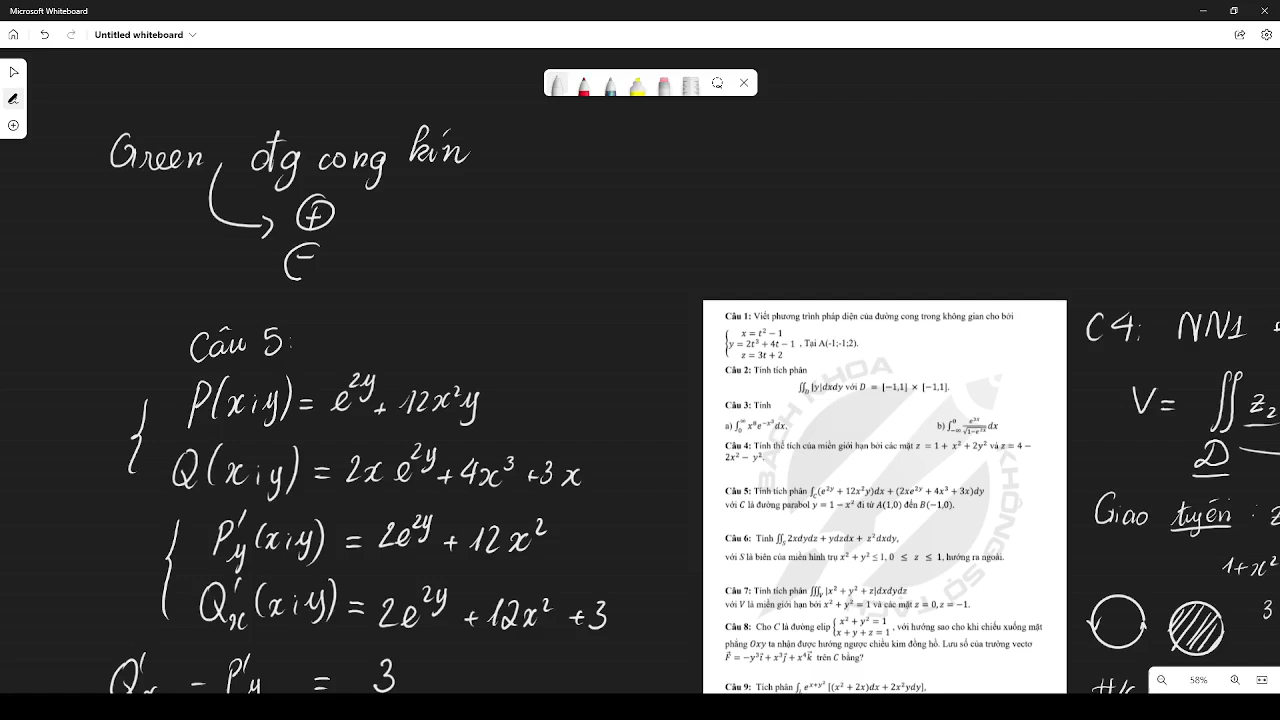 Microsoft Whiteboard
Untitled whiteboard
Green, đg cong kín
+
−
Câu 5:
P(x;y) = e^{2y} + 12x²y
Q(x;y) = 2x e^{2y} + 4x³ + 3x
P'_y(x;y) = 2e^{2y} + 12x²
Q'_x(x;y) = 2e^{2y} + 12x² + 3
Q'_x − P'_y = 3
Câu 1: Viết phương trình pháp diện của đường cong trong không gian cho bởi
x = t² − 1
y = 2t³ + 4t − 1 , Tại A(-1;-1;2).
z = 3t + 2
Câu 2: Tính tích phân
∬_D |y|dxdy với D = [−1,1] × [−1,1].
Câu 3: Tính
a) ∫_0^∞ x⁸e^{−x²}dx. b) ∫_{−∞}^0 e^{3x}/√(1−e^{2x}) dx
Câu 4: Tính thể tích của miền giới hạn bởi các mặt z = 1 + x² + 2y² và z = 4 −
2x² − y².
Câu 5: Tính tích phân ∫_C(e^{2y} + 12x²y)dx + (2xe^{2y} + 4x³ + 3x)dy
với C là đường parabol y = 1 − x² đi từ A(1,0) đến B(−1,0).
Câu 6: Tính ∬_S 2xdydz + ydzdx + z²dxdy,
với S là biên của miền hình trụ x² + y² ≤ 1, 0 ≤ z ≤ 1, hướng ra ngoài.
Câu 7: Tính tích phân ∭_V |x² + y² + z|dxdydz
với V là miền giới hạn bởi x² + y² = 1 và các mặt z = 0, z = −1.
Câu 8: Cho C là đường elip { x² + y² = 1
x + y + z = 1 , với hướng sao cho khi chiếu xuống mặt
phẳng Oxy ta nhận được hướng ngược chiều kim đồng hồ. Lưu số của trường vectơ
F⃗ = −y³i⃗ + x³j⃗ + x⁴k⃗ trên C bằng?
Câu 9: Tích phân ∫_L e^{x+y²} [(x² + 2x)dx + 2x²ydy],
BÁCH KHOA
C4: NN1
V = ∬ z₂
D
Giao tuyến :
1+x²
3
58%